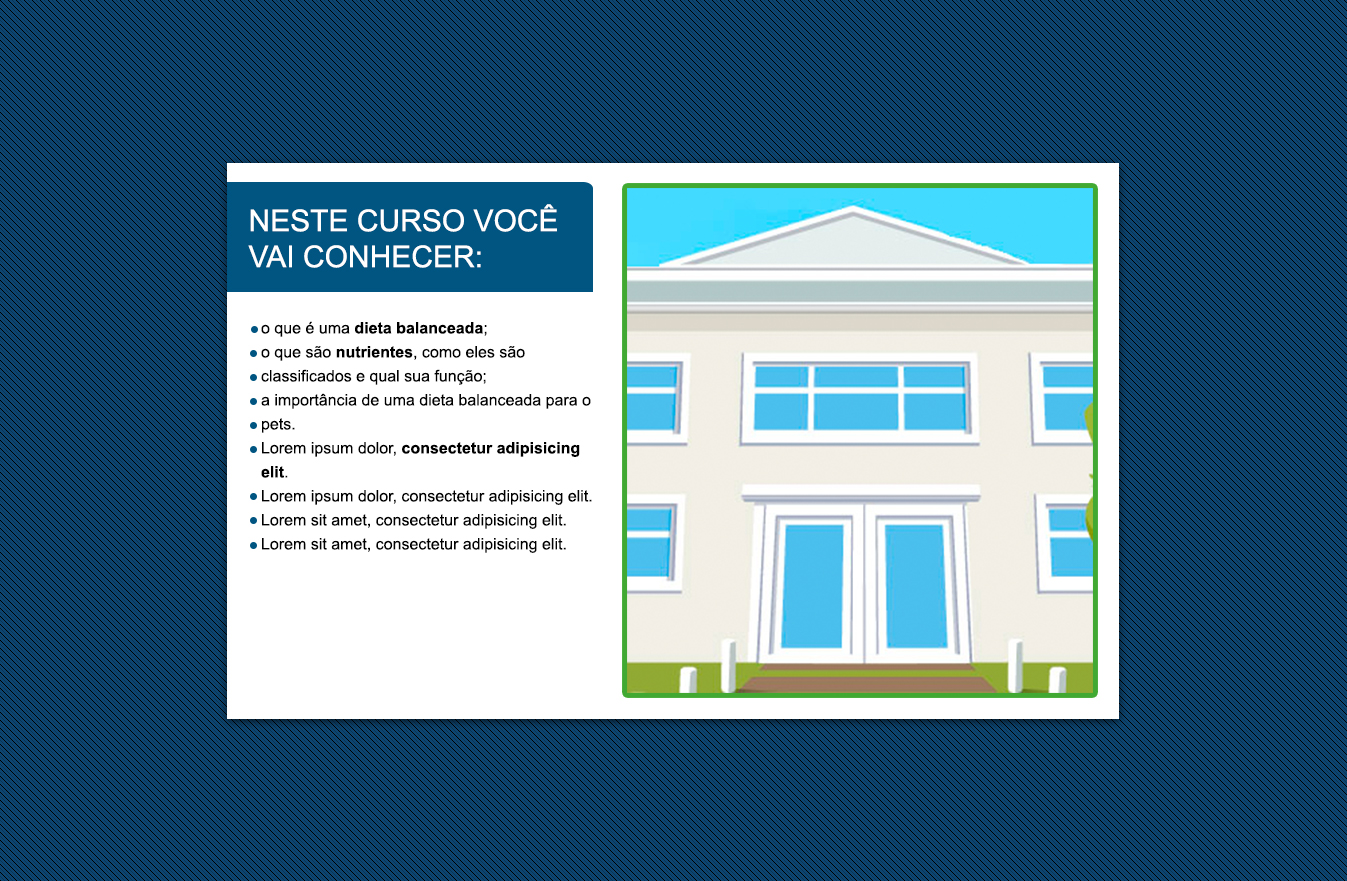 NESTE CURSO VOCÊ
VAI CONHECER:
● o que é uma dieta balanceada;
● o que são nutrientes, como eles são
● classificados e qual sua função;
● a importância de uma dieta balanceada para o
● pets.
● Lorem ipsum dolor, consectetur adipisicing
elit.
● Lorem ipsum dolor, consectetur adipisicing elit.
● Lorem sit amet, consectetur adipisicing elit.
● Lorem sit amet, consectetur adipisicing elit.